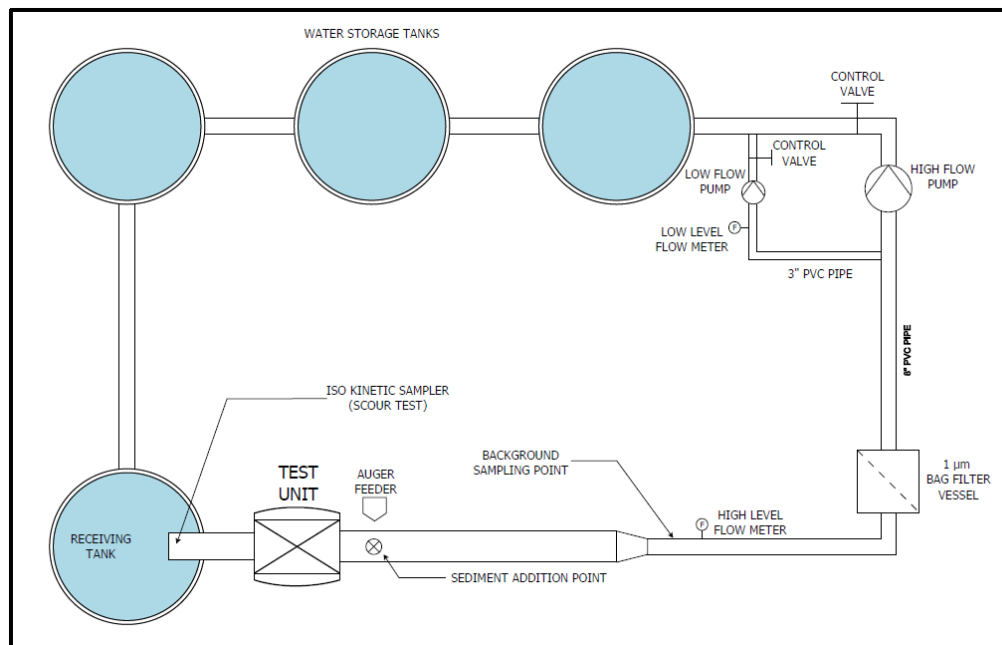 WATER STORAGE TANKS
CONTROL
VALVE
CONTROL
VALVE
LOW FLOW
PUMP
HIGH FLOW
PUMP
F
LOW LEVEL
FLOW METER
3" PVC PIPE
6" PVC PIPE
ISO KINETIC SAMPLER
(SCOUR TEST)
TEST
UNIT
AUGER
FEEDER
BACKGROUND
SAMPLING POINT
1 µm
BAG FILTER
VESSEL
F
HIGH LEVEL
FLOW METER
RECEIVING
TANK
SEDIMENT ADDITION POINT